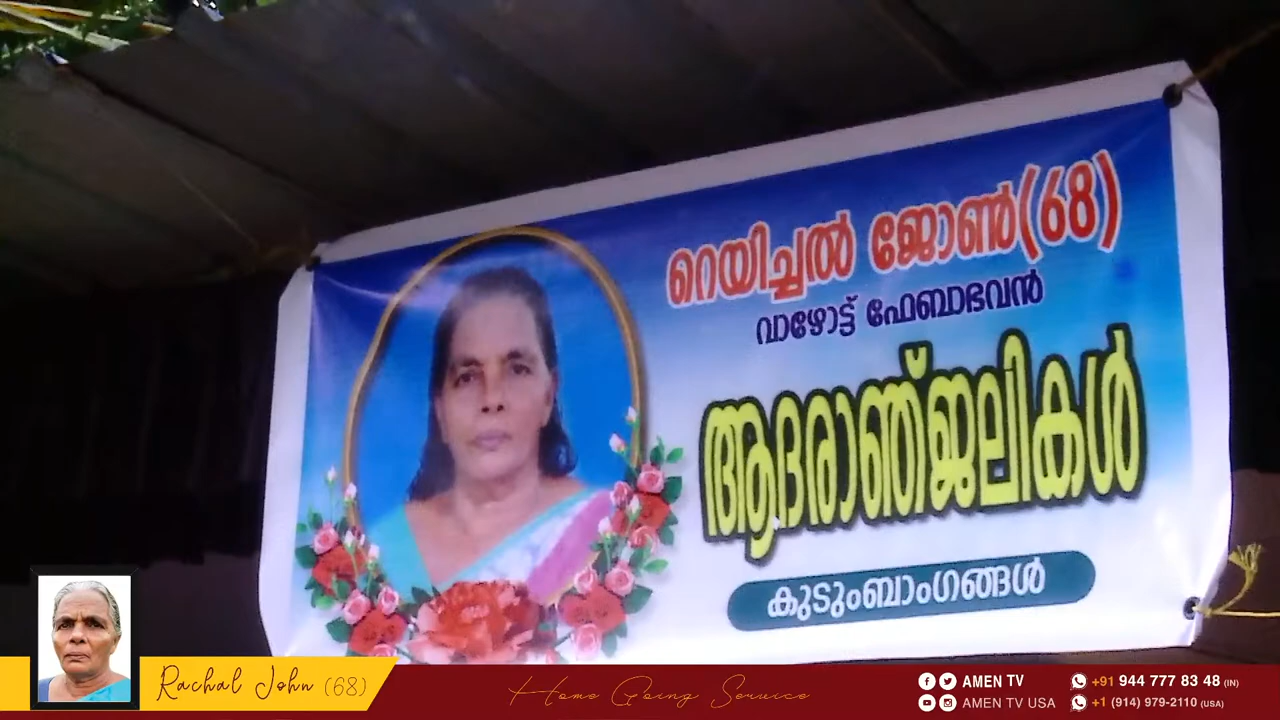 റെയിച്ചൽ ജോൺ(68)
വാഴോട്ട് ഫേബാഭവൻ
ആദരാഞ്ജലികൾ
കുടുംബാംഗങ്ങൾ
Rachal John (68)
Home Going Service
AMEN TV
+91 944 777 83 48 (IN)
AMEN TV USA
+1 (914) 979-2110 (USA)